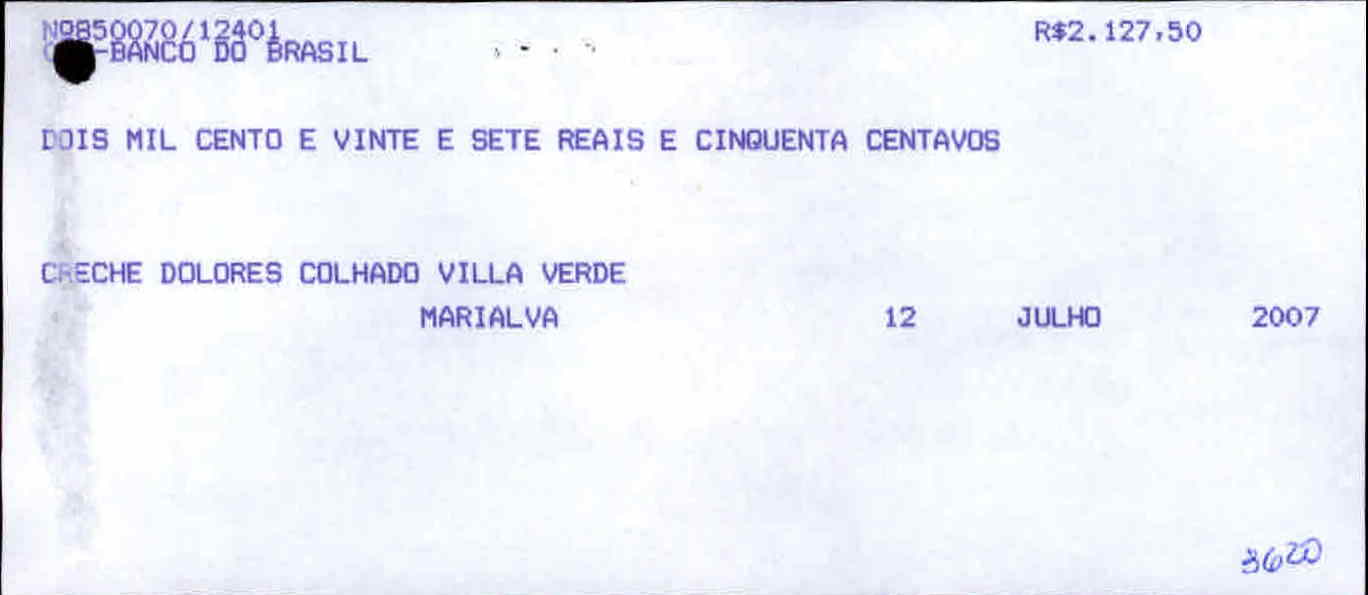 Nº850070/12401 R$2.127,50
-BANCO DO BRASIL
DOIS MIL CENTO E VINTE E SETE REAIS E CINQUENTA CENTAVOS
CRECHE DOLORES COLHADO VILLA VERDE
MARIALVA 12 JULHO 2007
3620